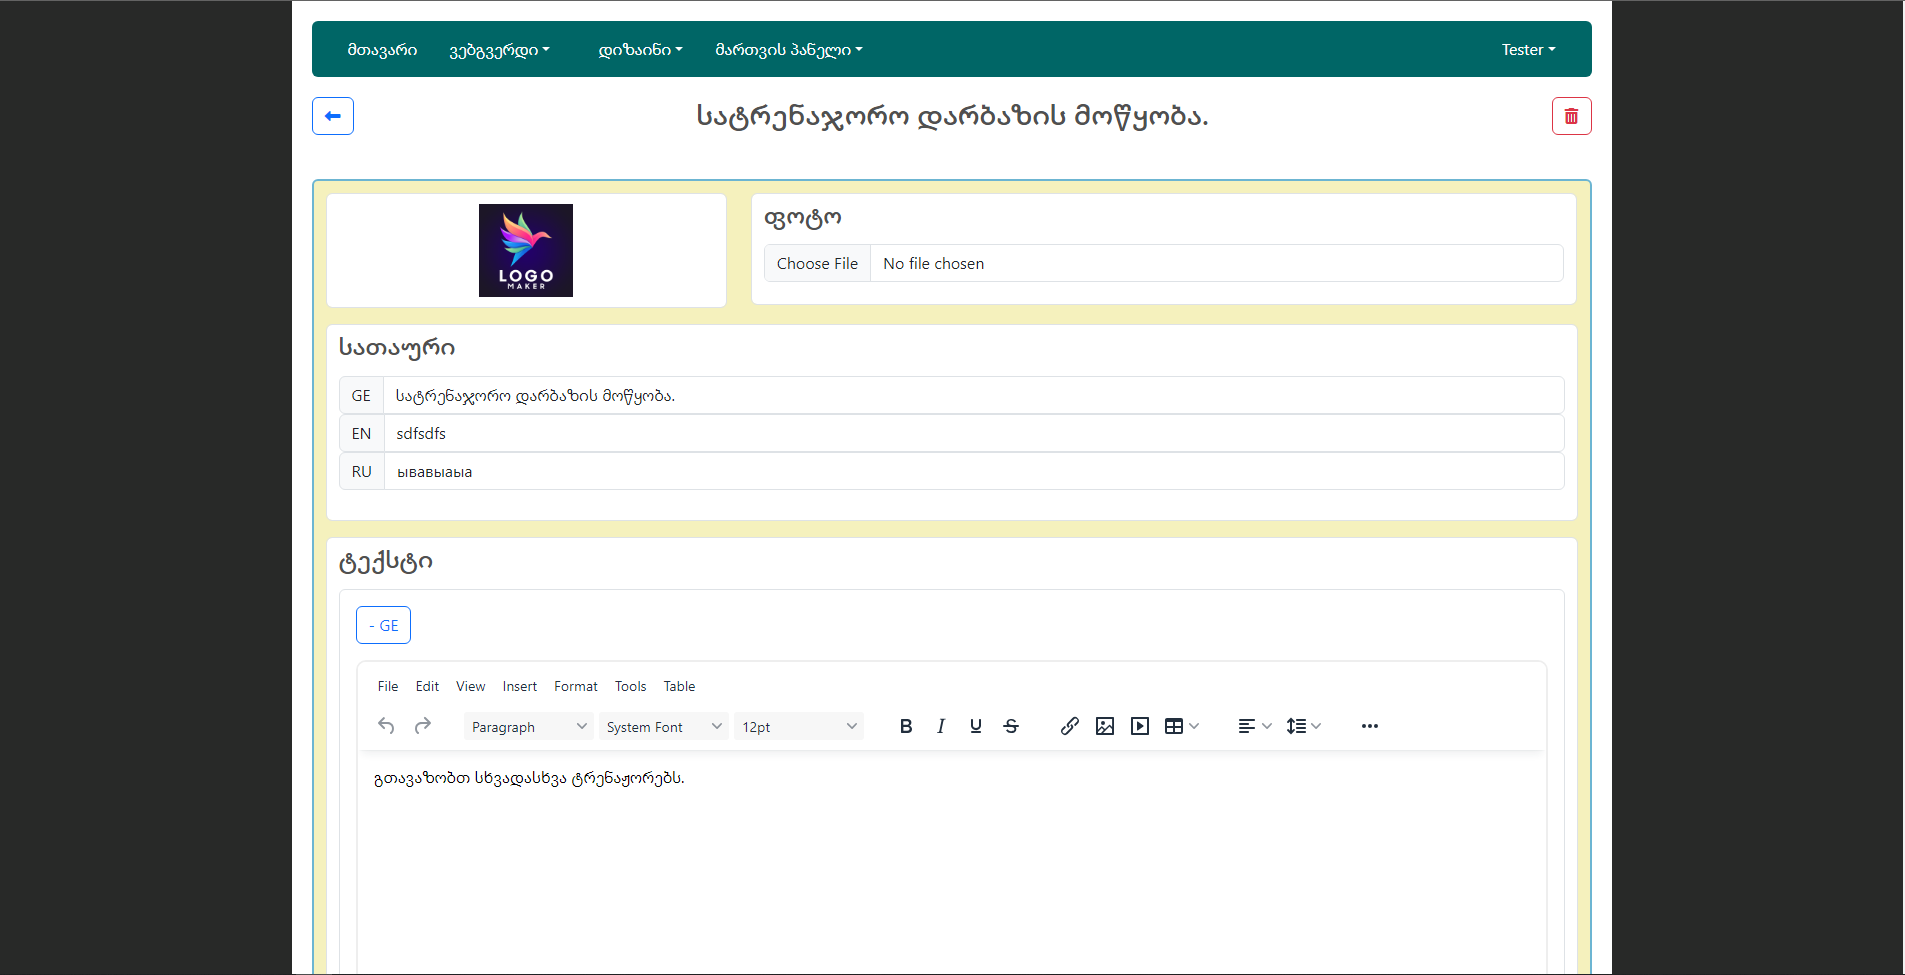 მთავარი ვებგვერდი დიზაინი მართვის პანელი Tester
სატრენაჯორო დარბაზის მოწყობა.
LOGO
MAKER
ფოტო
Choose File No file chosen
სათაური
GE სატრენაჯორო დარბაზის მოწყობა.
EN sdfsdfs
RU ывавыаыа
ტექსტი
- GE
File Edit View Insert Format Tools Table
Paragraph System Font 12pt B I U S
გთავაზობთ სხვადასხვა ტრენაჟორებს.